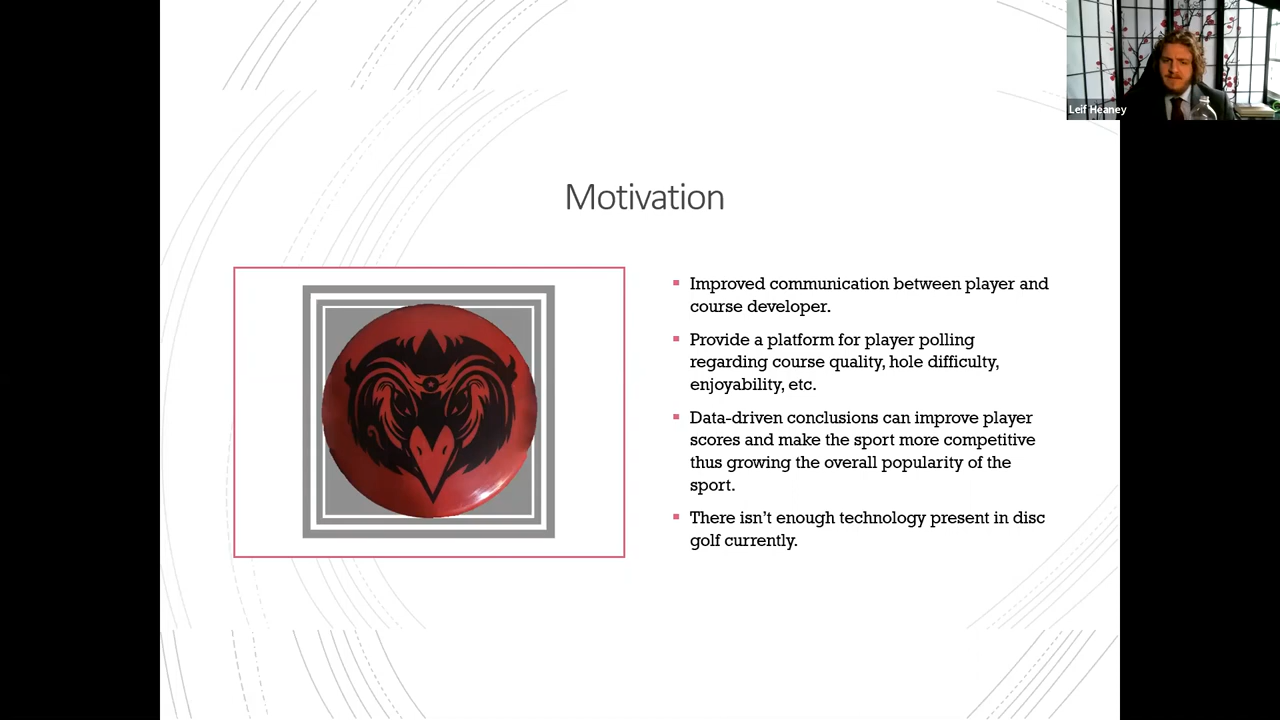 Leif Heaney
Motivation
Improved communication between player and
course developer.
Provide a platform for player polling
regarding course quality, hole difficulty,
enjoyability, etc.
Data-driven conclusions can improve player
scores and make the sport more competitive
thus growing the overall popularity of the
sport.
There isn’t enough technology present in disc
golf currently.